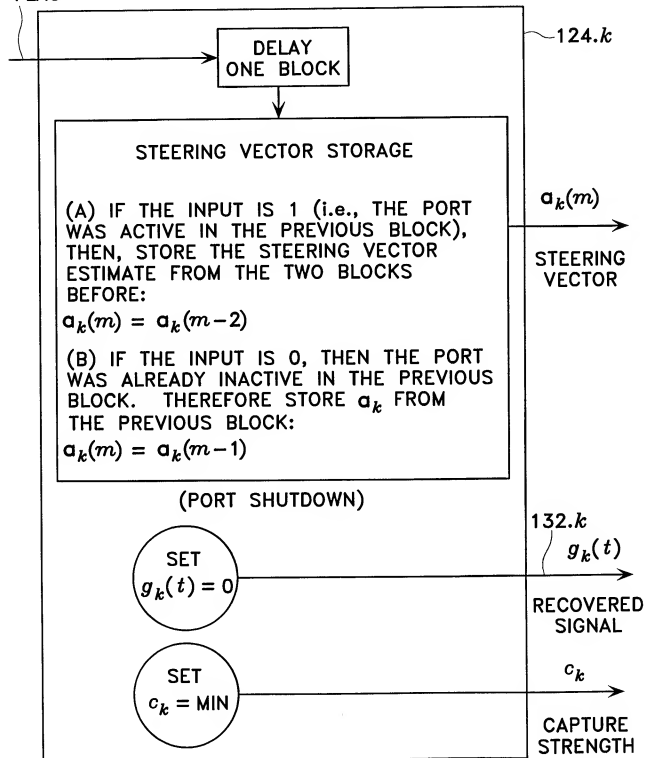 DELAY
ONE BLOCK
124.k
STEERING VECTOR STORAGE
(A) IF THE INPUT IS 1 (i.e., THE PORT
WAS ACTIVE IN THE PREVIOUS BLOCK),
THEN, STORE THE STEERING VECTOR
ESTIMATE FROM THE TWO BLOCKS
BEFORE:
a_k(m) = a_k(m−2)
(B) IF THE INPUT IS 0, THEN THE PORT
WAS ALREADY INACTIVE IN THE PREVIOUS
BLOCK. THEREFORE STORE a_k FROM
THE PREVIOUS BLOCK:
a_k(m) = a_k(m−1)
a_k(m)
STEERING
VECTOR
(PORT SHUTDOWN)
SET
g_k(t) = 0
132.k
g_k(t)
RECOVERED
SIGNAL
SET
c_k = MIN
c_k
CAPTURE
STRENGTH